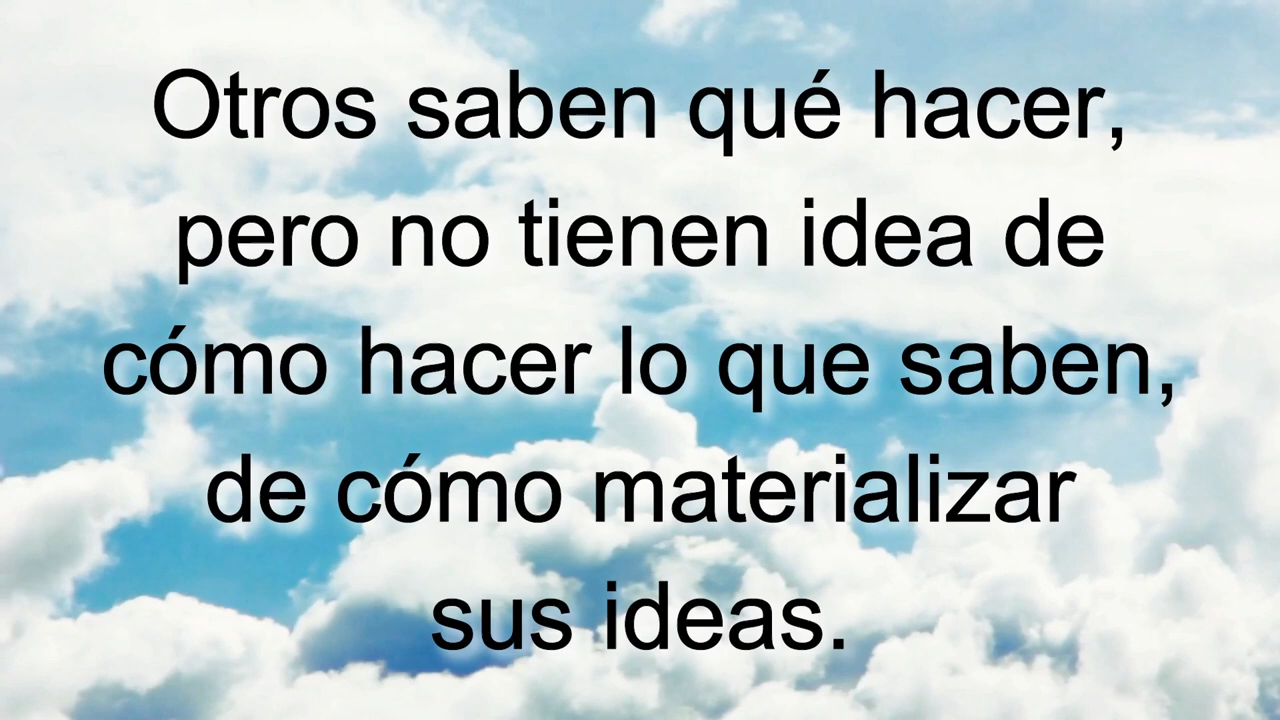 Otros saben qué hacer,
pero no tienen idea de
cómo hacer lo que saben,
de cómo materializar
sus ideas.